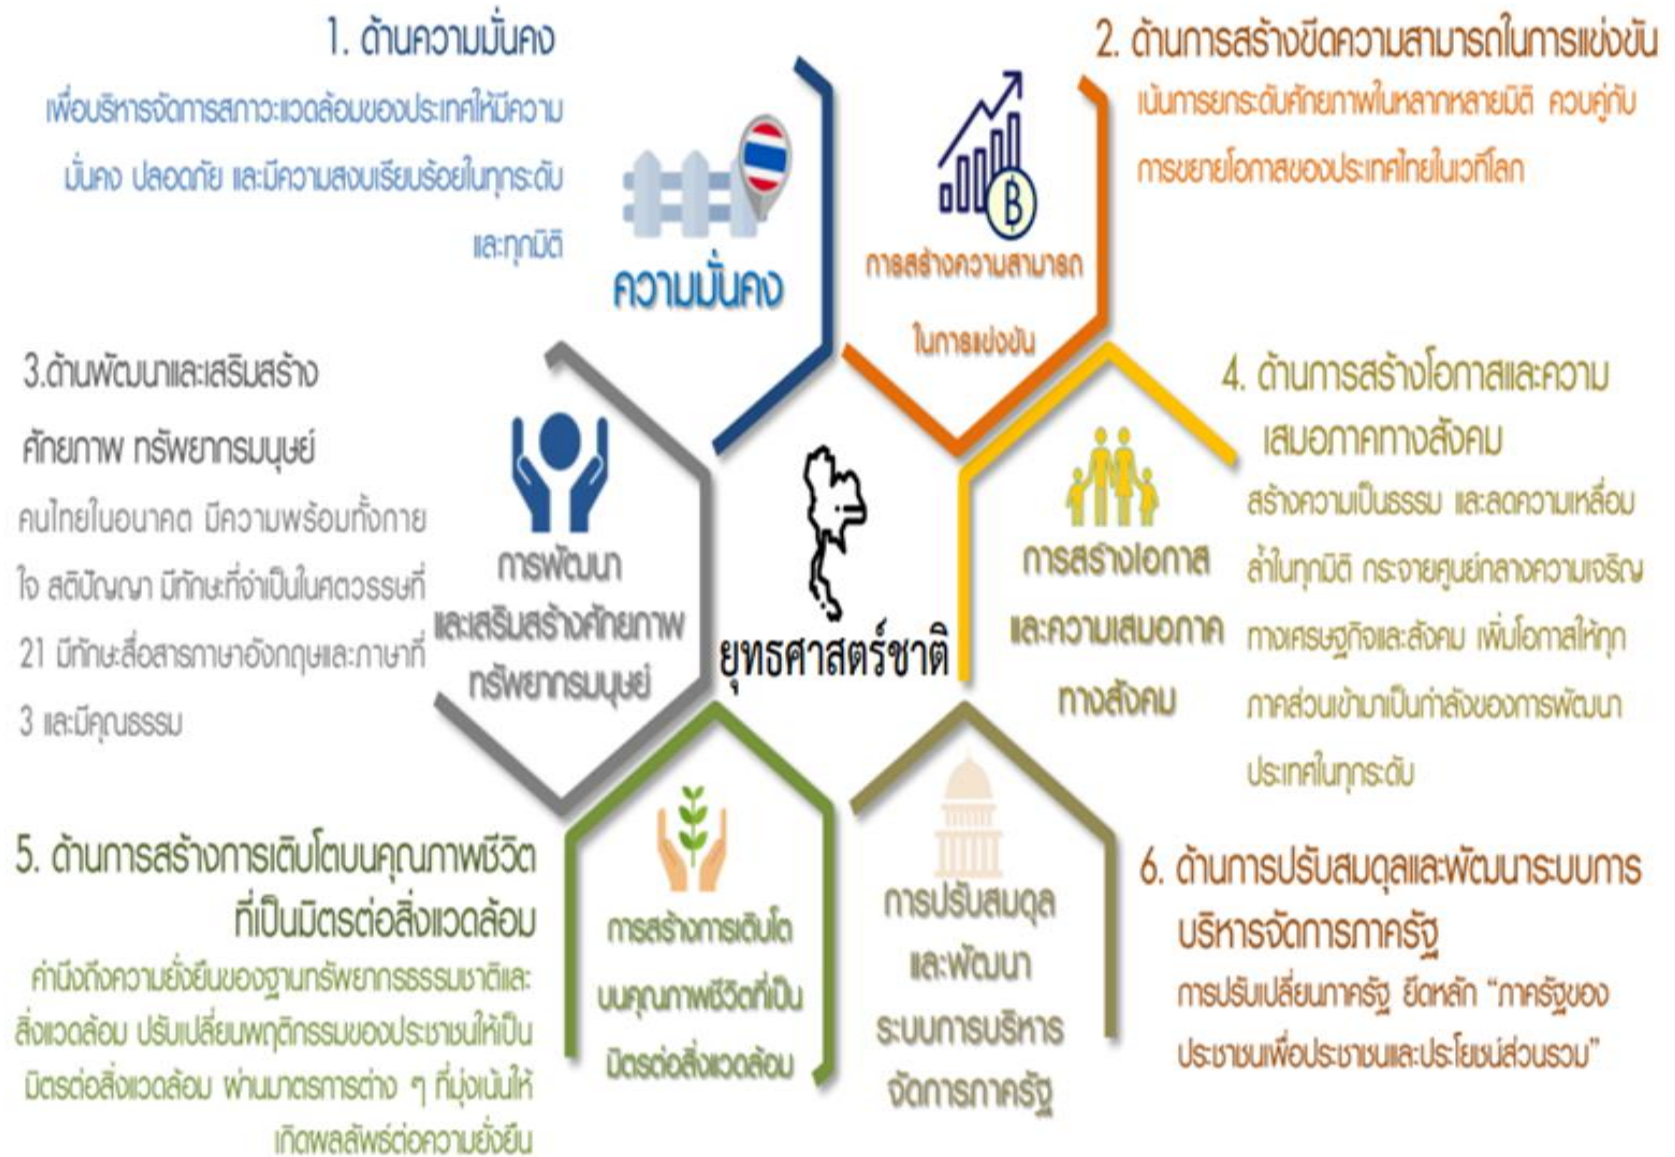 1. ด้านความมั่นคง
เพื่อบริหารจัดการสภาวะแวดล้อมของประเทศให้มีความ
มั่นคง ปลอดภัย และมีความสงบเรียบร้อยในทุกระดับ
และทุกมิติ
ความมั่นคง
2. ด้านการสร้างขีดความสามารถในการแข่งขัน
เน้นการยกระดับศักยภาพในหลากหลายมิติ ควบคู่กับ
การขยายโอกาสของประเทศไทยในเวทีโลก
การสร้างความสามารถ
ในการแข่งขัน
3.ด้านพัฒนาและเสริมสร้าง
ศักยภาพ ทรัพยากรมนุษย์
คนไทยในอนาคต มีความพร้อมทั้งกาย
ใจ สติปัญญา มีทักษะที่จำเป็นในศตวรรษที่
21 มีทักษะสื่อสารภาษาอังกฤษและภาษาที่
3 และมีคุณธรรม
การพัฒนา
และเสริมสร้างศักยภาพ
ทรัพยากรมนุษย์
ยุทธศาสตร์ชาติ
การสร้างโอกาส
และความเสมอภาค
ทางสังคม
4. ด้านการสร้างโอกาสและความ
เสมอภาคทางสังคม
สร้างความเป็นธรรม และลดความเหลื่อม
ล้ำในทุกมิติ กระจายศูนย์กลางความเจริญ
ทางเศรษฐกิจและสังคม เพิ่มโอกาสให้ทุก
ภาคส่วนเข้ามาเป็นกำลังของการพัฒนา
ประเทศในทุกระดับ
5. ด้านการสร้างการเติบโตบนคุณภาพชีวิต
ที่เป็นมิตรต่อสิ่งแวดล้อม
คำนึงถึงความยั่งยืนของฐานทรัพยากรธรรมชาติและ
สิ่งแวดล้อม ปรับเปลี่ยนพฤติกรรมของประชาชนให้เป็น
มิตรต่อสิ่งแวดล้อม ผ่านมาตรการต่าง ๆ ที่มุ่งเน้นให้
เกิดผลลัพธ์ต่อความยั่งยืน
การสร้างการเติบโต
บนคุณภาพชีวิตที่เป็น
มิตรต่อสิ่งแวดล้อม
การปรับสมดุล
และพัฒนา
ระบบการบริหาร
จัดการภาครัฐ
6. ด้านการปรับสมดุลและพัฒนาระบบการ
บริหารจัดการภาครัฐ
การปรับเปลี่ยนภาครัฐ ยึดหลัก “ภาครัฐของ
ประชาชนเพื่อประชาชนและประโยชน์ส่วนรวม”